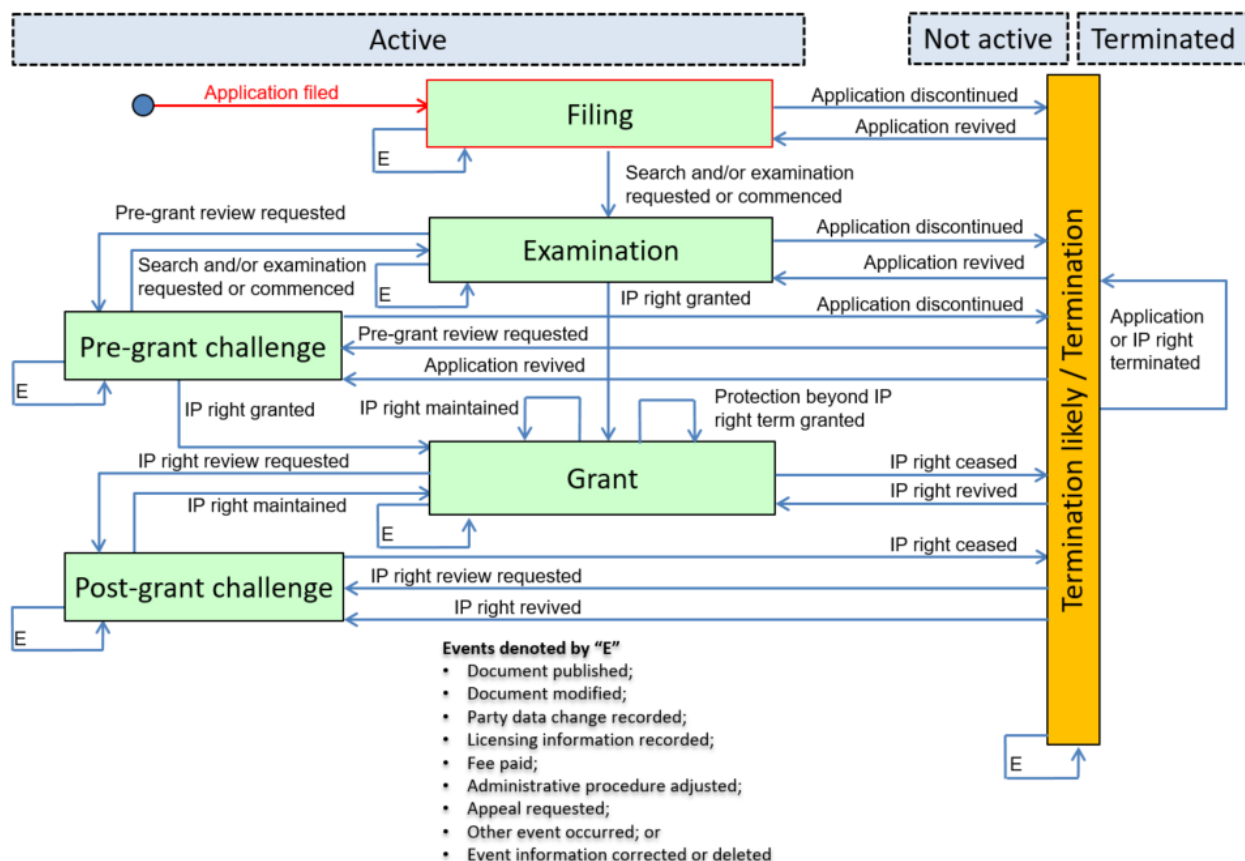 Active
Not active
Terminated
Application filed
Filing
Application discontinued
Application revived
E
Search and/or examination
requested or commenced
Pre-grant review requested
Examination
Application discontinued
Application revived
Search and/or examination
requested or commenced
E
IP right granted
Application discontinued
Pre-grant challenge
Pre-grant review requested
Application revived
E
Application
or IP right
terminated
Termination likely / Termination
IP right granted
IP right maintained
Protection beyond IP
right term granted
IP right review requested
Grant
IP right ceased
IP right revived
IP right maintained
E
IP right ceased
Post-grant challenge
IP right review requested
IP right revived
E
Events denoted by “E”
• Document published;
• Document modified;
• Party data change recorded;
• Licensing information recorded;
• Fee paid;
• Administrative procedure adjusted;
• Appeal requested;
• Other event occurred; or
• Event information corrected or deleted
E